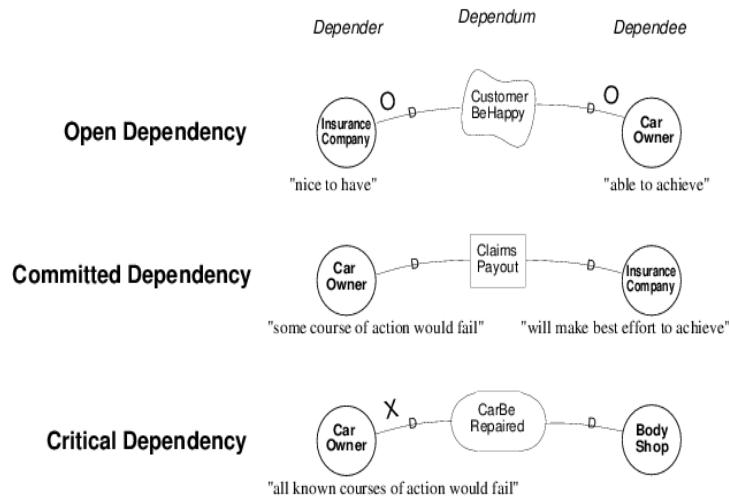 Depender
Dependum
Dependee
O
O
Open Dependency
Insurance
Company
D
Customer
BeHappy
D
Car
Owner
"nice to have"
"able to achieve"
Committed Dependency
Car
Owner
D
Claims
Payout
D
Insurance
Company
"some course of action would fail"
"will make best effort to achieve"
X
Critical Dependency
Car
Owner
D
CarBe
Repaired
D
Body
Shop
"all known courses of action would fail"